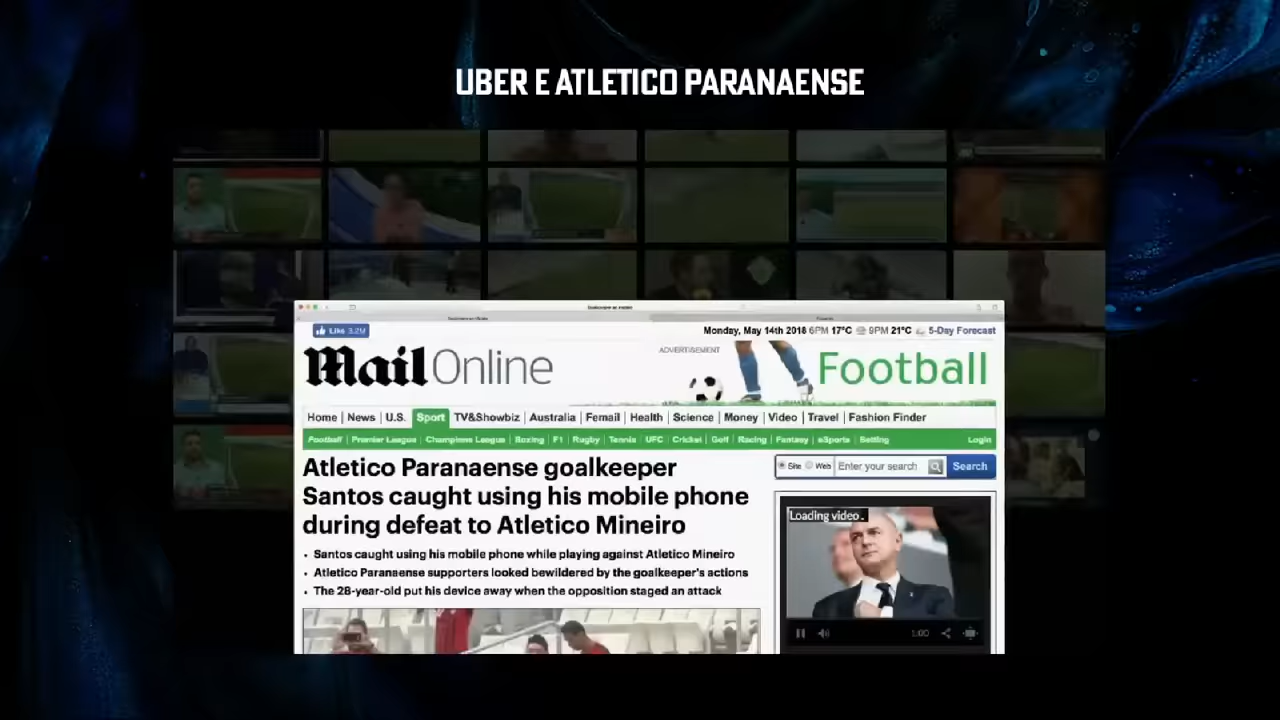 UBER E ATLETICO PARANAENSE
Like 3.2M
Monday, May 14th 2018 6PM 17°C 9PM 21°C 5-Day Forecast
MailOnline
ADVERTISEMENT
Football
Home News U.S. Sport TV&Showbiz Australia Femail Health Science Money Video Travel Fashion Finder
Football Premier League Champions League Boxing F1 Rugby Tennis UFC Cricket Golf Racing Fantasy eSports Betting Login
Atletico Paranaense goalkeeper
Santos caught using his mobile phone
during defeat to Atletico Mineiro
• Santos caught using his mobile phone while playing against Atletico Mineiro
• Atletico Paranaense supporters looked bewildered by the goalkeeper's actions
• The 28-year-old put his device away when the opposition staged an attack
Site Web Enter your search Search
Loading video .
1:00